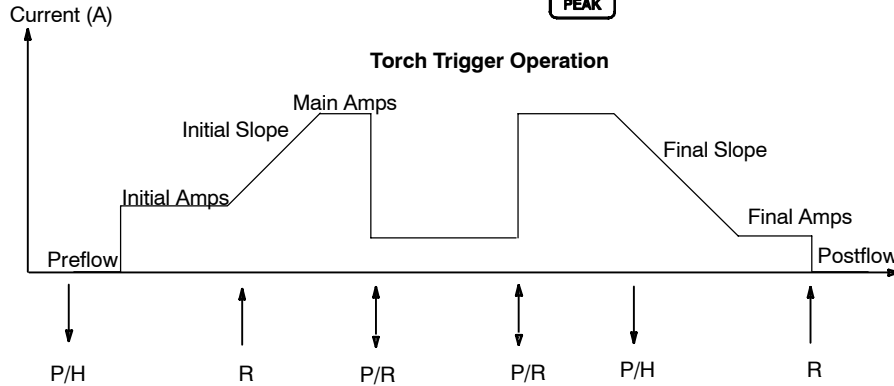 PEAK
Current (A)
Torch Trigger Operation
Main Amps
Initial Slope
Final Slope
Initial Amps
Final Amps
Preflow
Postflow
P/H
R
P/R
P/R
P/H
R